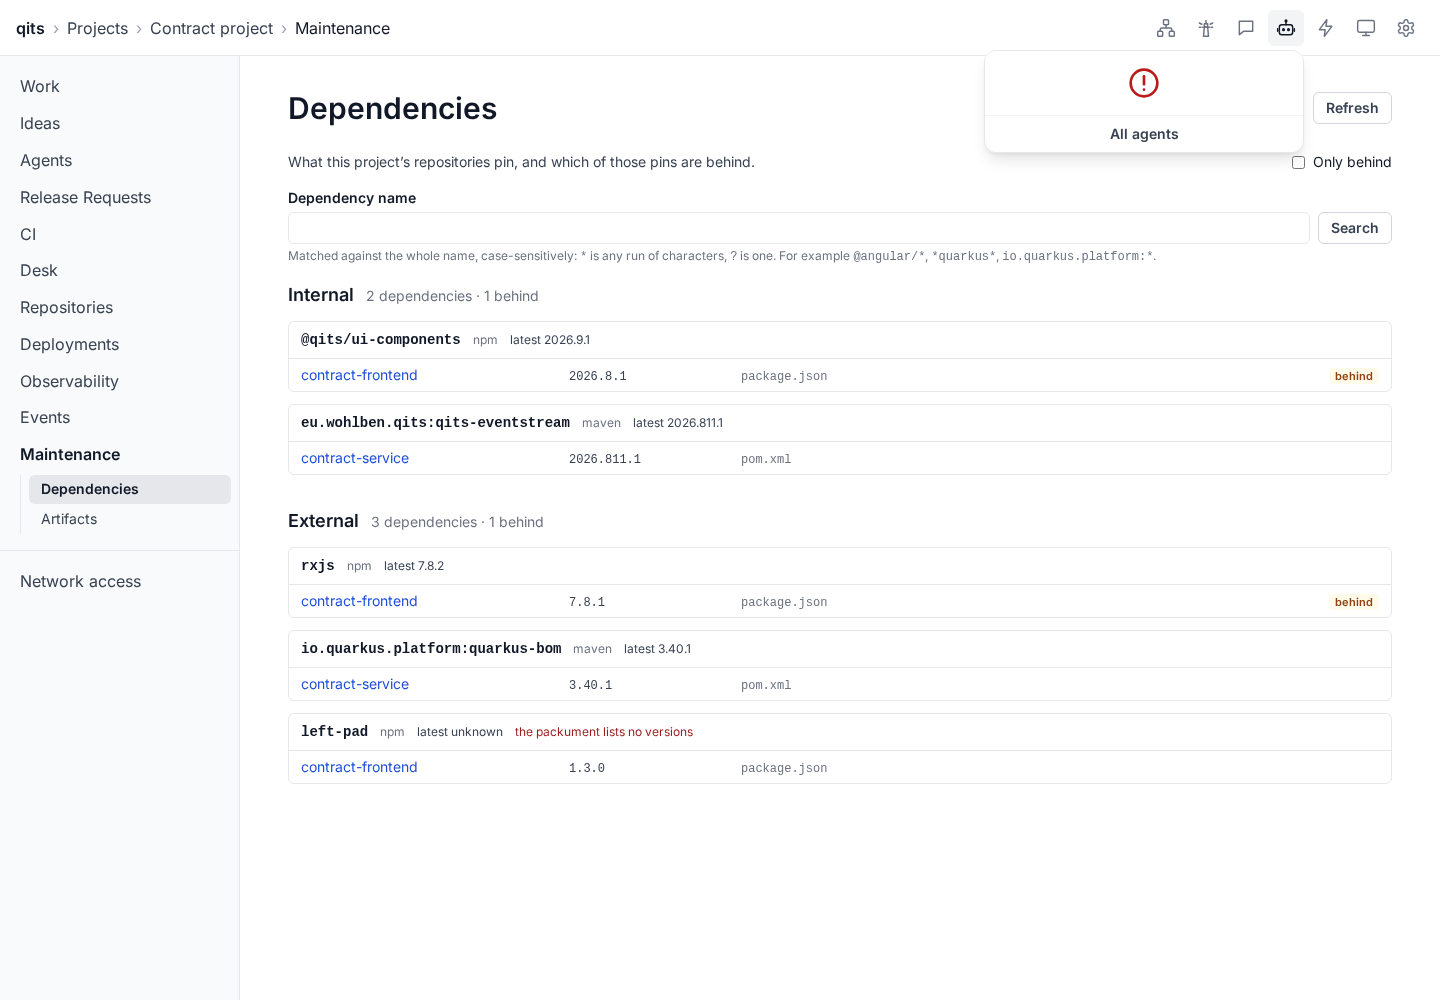 qits › Projects › Contract project › Maintenance
Work
Ideas
Agents
Release Requests
CI
Desk
Repositories
Deployments
Observability
Events
Maintenance
Dependencies
Artifacts
Network access
All agents
Dependencies
Refresh
What this project’s repositories pin, and which of those pins are behind.
Only behind
Dependency name
Search
Matched against the whole name, case-sensitively: * is any run of characters, ? is one. For example @angular/*, *quarkus*, io.quarkus.platform:*.
Internal 2 dependencies · 1 behind
@qits/ui-components npm latest 2026.9.1
contract-frontend 2026.8.1 package.json behind
eu.wohlben.qits:qits-eventstream maven latest 2026.811.1
contract-service 2026.811.1 pom.xml
External 3 dependencies · 1 behind
rxjs npm latest 7.8.2
contract-frontend 7.8.1 package.json behind
io.quarkus.platform:quarkus-bom maven latest 3.40.1
contract-service 3.40.1 pom.xml
left-pad npm latest unknown the packument lists no versions
contract-frontend 1.3.0 package.json